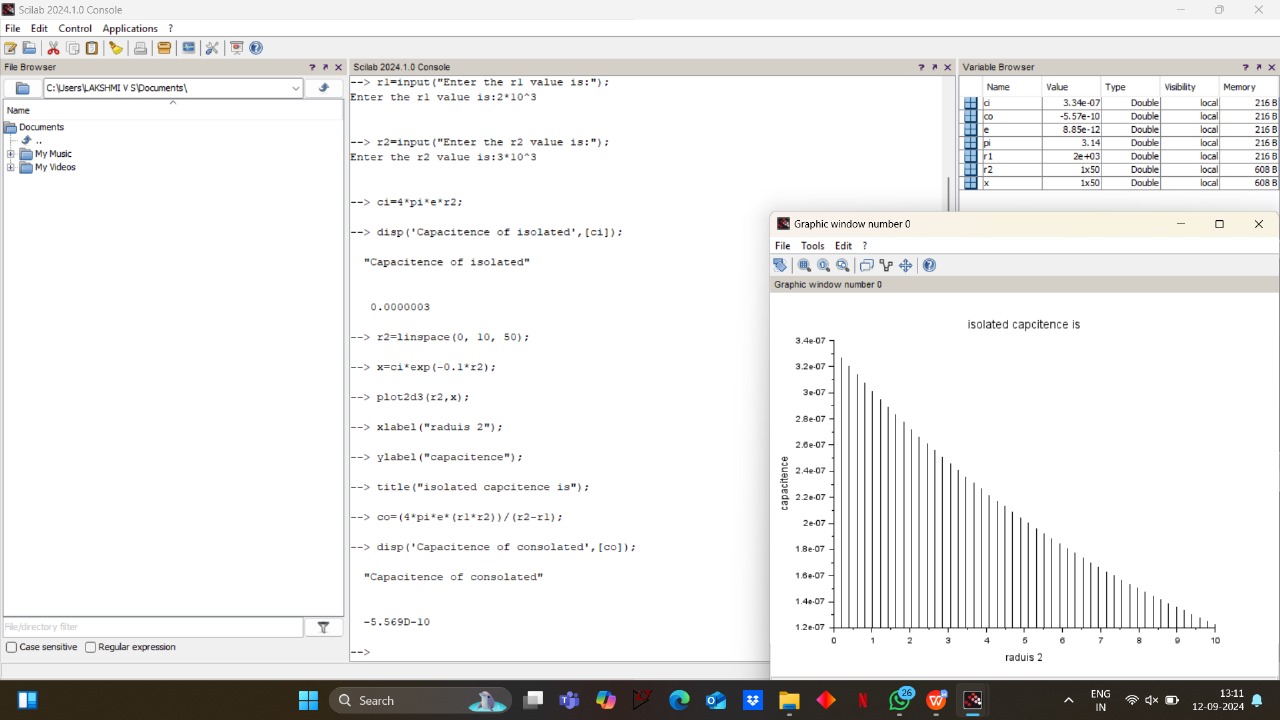 Scilab 2024.1.0 Console
File Edit Control Applications ?
File Browser ? ✕
C:\Users\LAKSHMI V S\Documents\
Name
Documents
..
My Music
My Videos
File/directory filter
Case sensitive Regular expression
Scilab 2024.1.0 Console ? ✕
--> r1=input("Enter the r1 value is:");
Enter the r1 value is:2*10^3
--> r2=input("Enter the r2 value is:");
Enter the r2 value is:3*10^3
--> ci=4*pi*e*r2;
--> disp('Capacitence of isolated',[ci]);
"Capacitence of isolated"
0.0000003
--> r2=linspace(0, 10, 50);
--> x=ci*exp(-0.1*r2);
--> plot2d3(r2,x);
--> xlabel("raduis 2");
--> ylabel("capacitence");
--> title("isolated capcitence is");
--> co=(4*pi*e*(r1*r2))/(r2-r1);
--> disp('Capacitence of consolated',[co]);
"Capacitence of consolated"
-5.569D-10
-->
Variable Browser ? ✕
Name Value Type Visibility Memory
ci 3.34e-07 Double local 216 B
co -5.57e-10 Double local 216 B
e 8.85e-12 Double local 216 B
pi 3.14 Double local 216 B
r1 2e+03 Double local 216 B
r2 1x50 Double local 608 B
x 1x50 Double local 608 B
Graphic window number 0
File Tools Edit ?
Graphic window number 0
isolated capcitence is
3.4e-07
3.2e-07
3e-07
2.8e-07
2.6e-07
2.4e-07
2.2e-07
2e-07
1.8e-07
1.6e-07
1.4e-07
1.2e-07
capacitence
0 1 2 3 4 5 6 7 8 9 10
raduis 2
Search
26
ENG
IN
13:11
12-09-2024